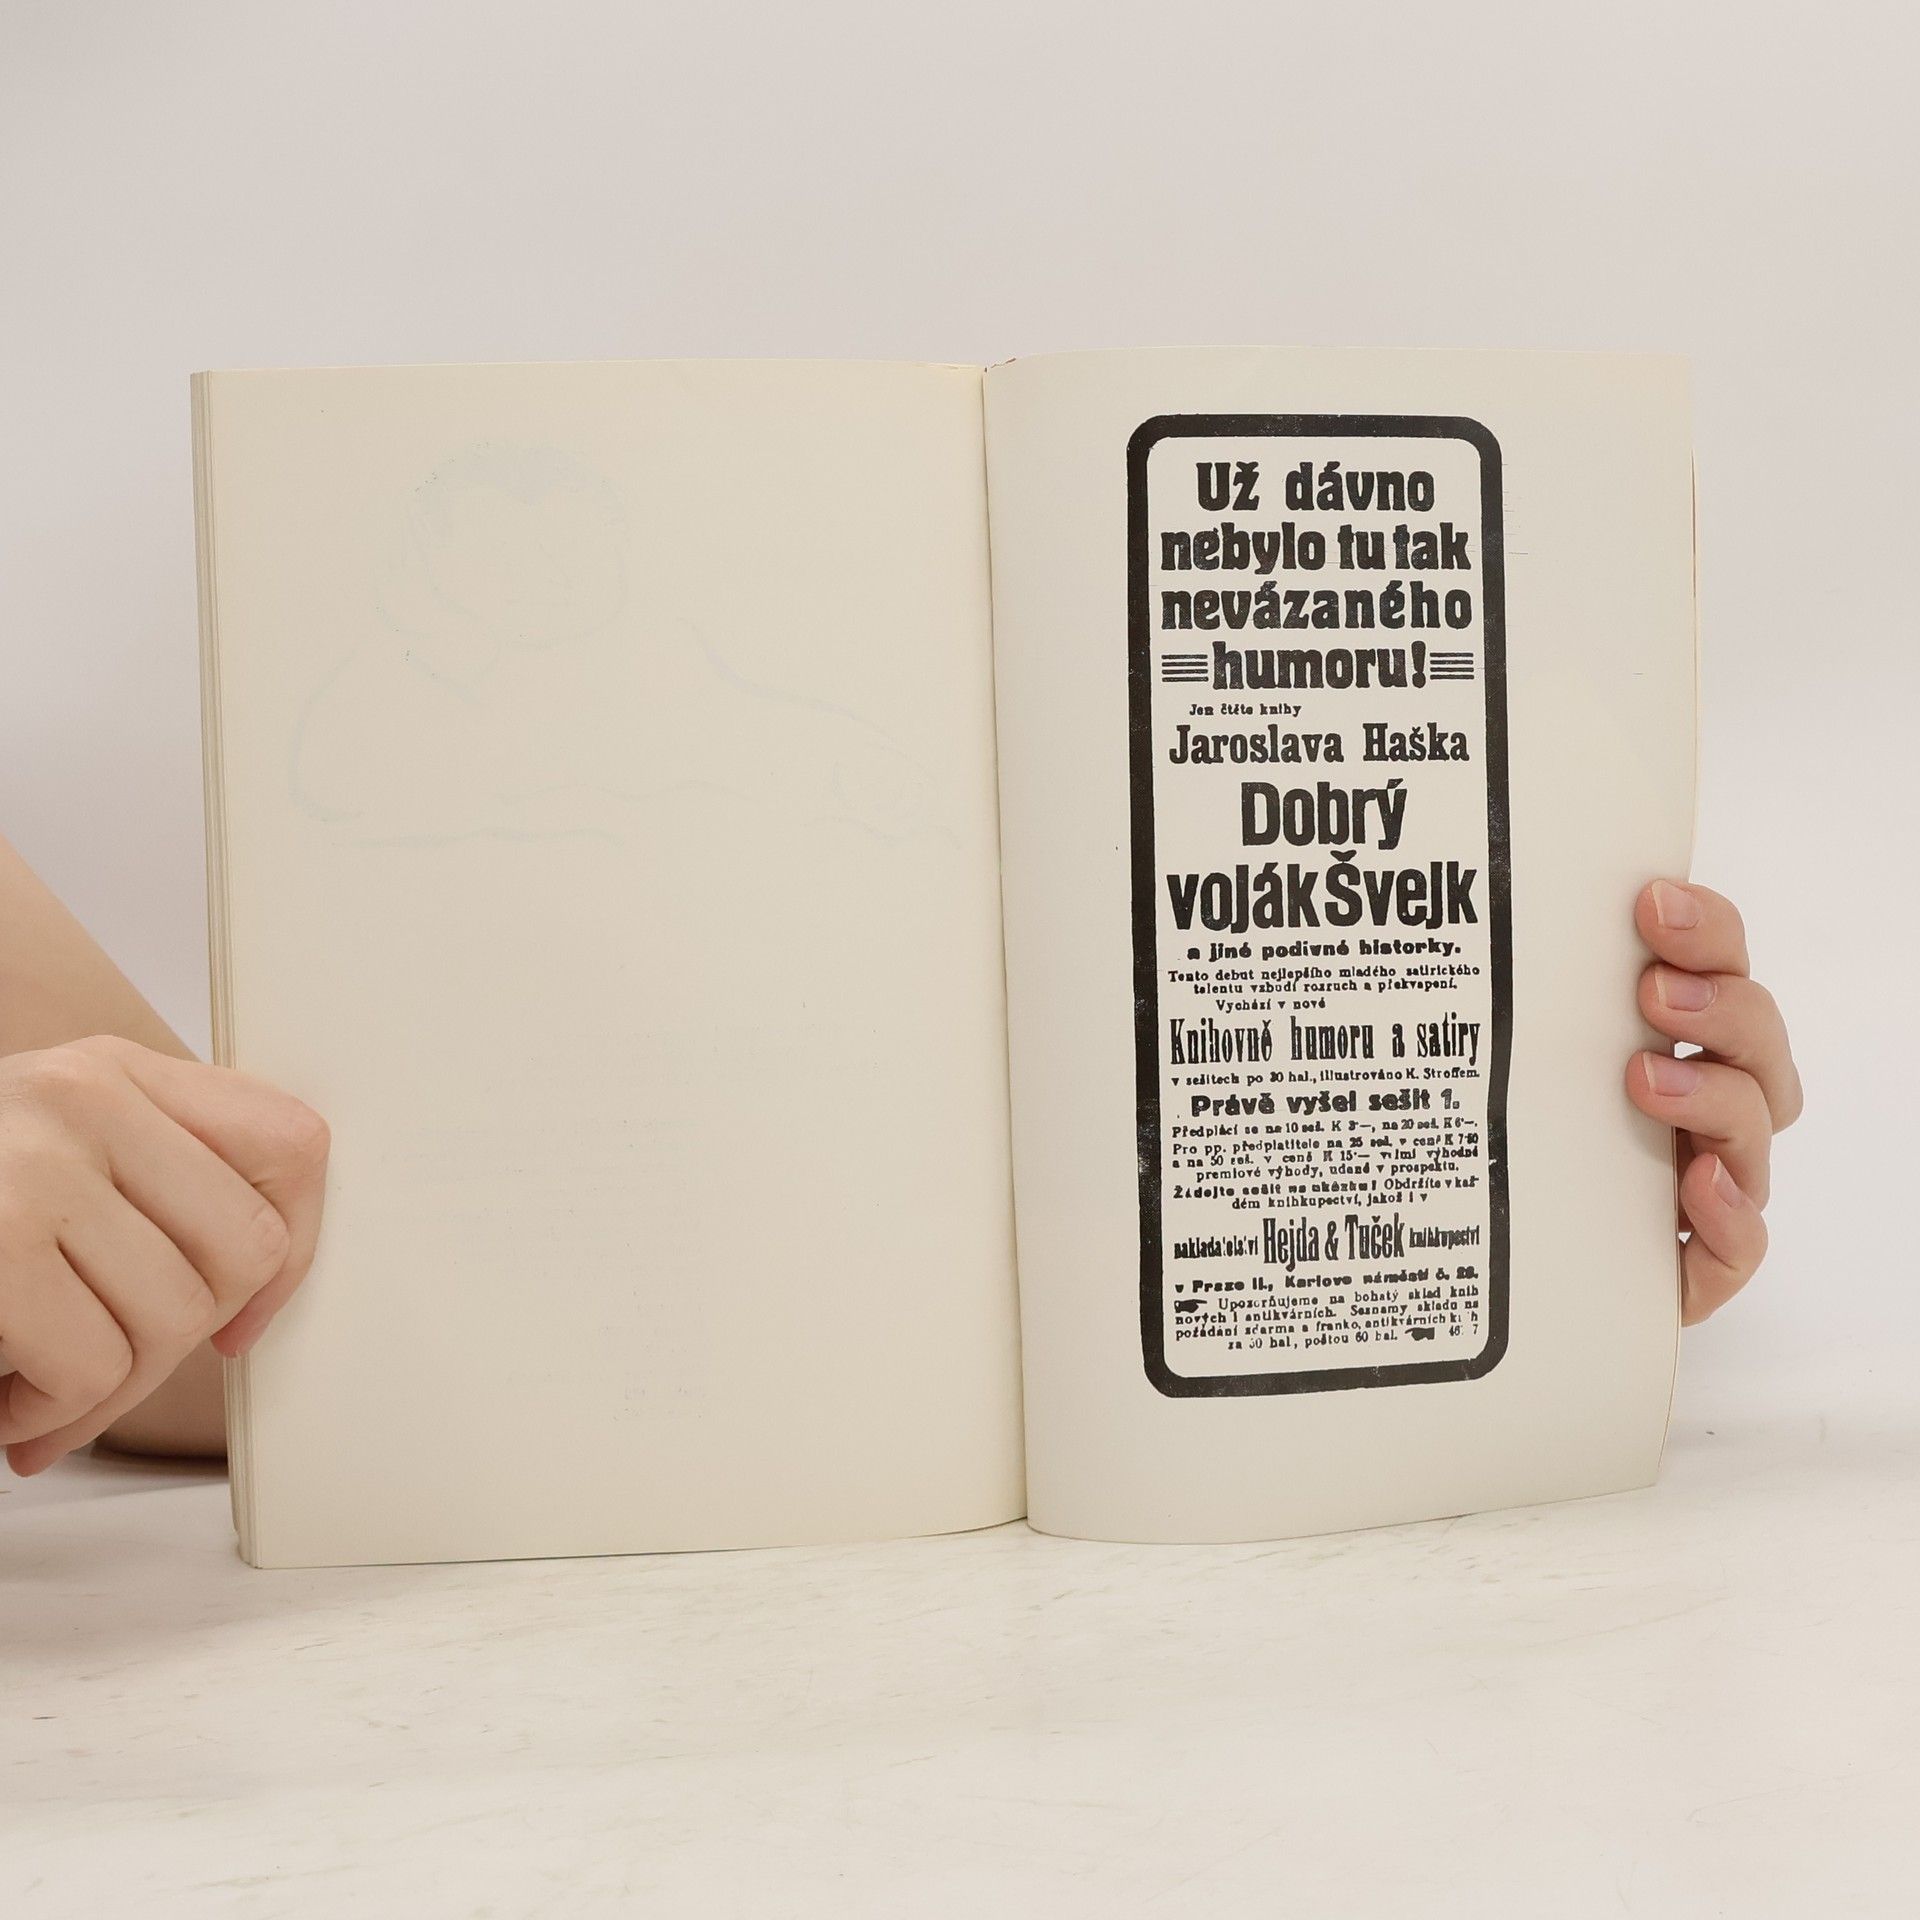 Už dávno
nebylo tu tak
nevázaného
humoru!
Jen čtěte knihy
Jaroslava Haška
Dobrý
voják Švejk
a jiné podivné historky.
Tento debut nejlepšího mladého satirického
talentu vzbudí rozruch a překvapení.
Vychází v nové
Knihovně humoru a satiry
v sešitech po 30 hal., illustrováno K. Stroffem.
Právě vyšel sešit 1.
Předplácí se na 10 seš. K 3·—, na 20 seš. K 6·—.
Pro pp. předplatitele na 25 seš. v ceně K 7·50
a na 50 seš. v ceně K 15·— velmi výhodné
premiové výhody, udané v prospektu.
Žádejte sešit na ukázku! Obdržíte v kaž-
dém knihkupectví, jakož i v
nakladatelství Hejda & Tuček knihkupectví
v Praze II., Karlovo náměstí č.
Upozorňujeme na bohatý sklad knih
nových i antikvárních. Seznamy skladu na
požádání zdarma a franko, antikvárních
za hal., poštou 60 hal.